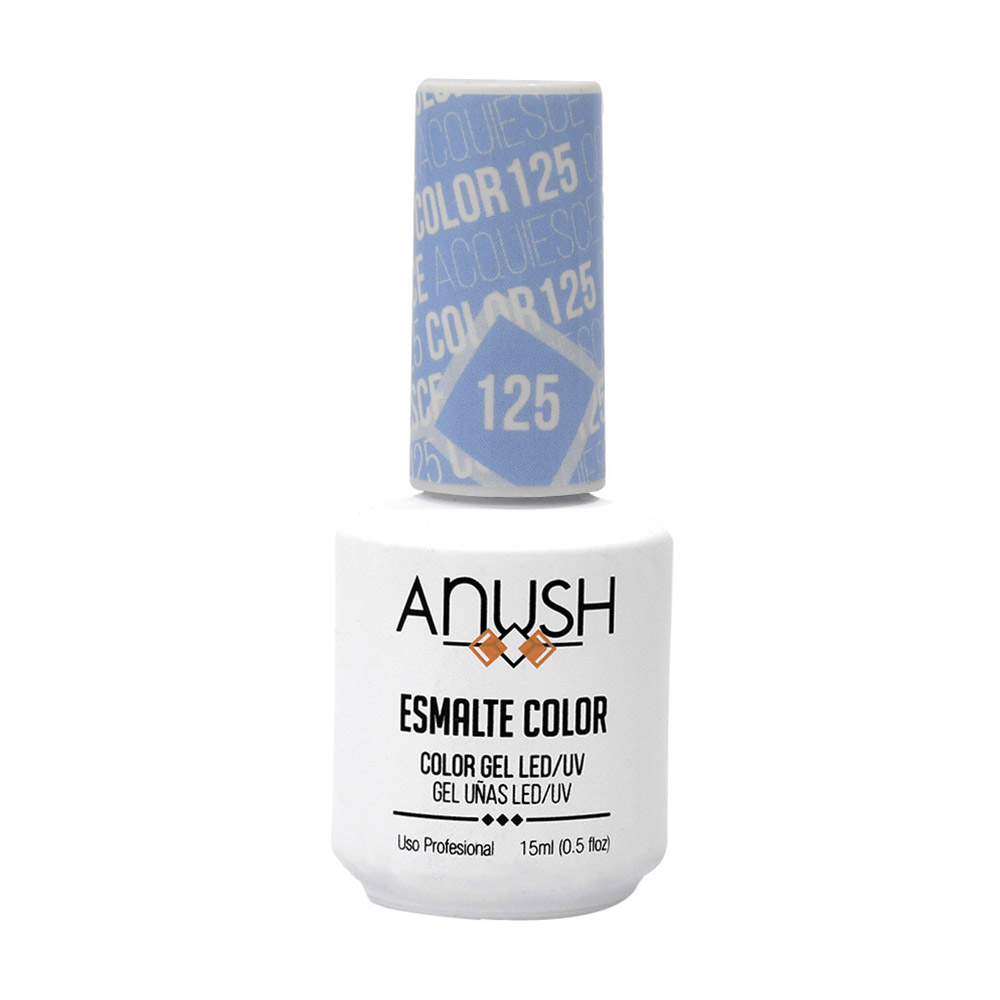 ACQUIESCE
COLOR 125
ACQUIESCE
COLOR 125
125
ANUSH
ESMALTE COLOR
COLOR GEL LED/UV
GEL UÑAS LED/UV
Uso Profesional 15ml (0.5 floz)